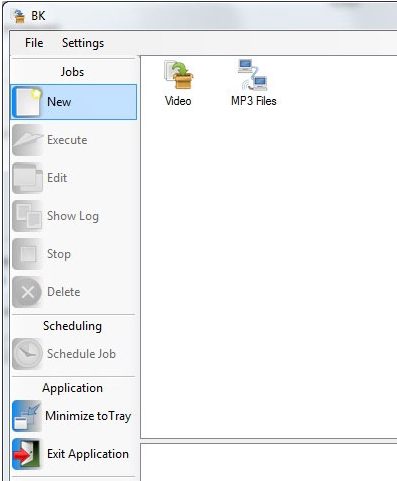 BK
File Settings
Jobs
New
Execute
Edit
Show Log
Stop
Delete
Scheduling
Schedule Job
Application
Minimize toTray
Exit Application
Video MP3 Files